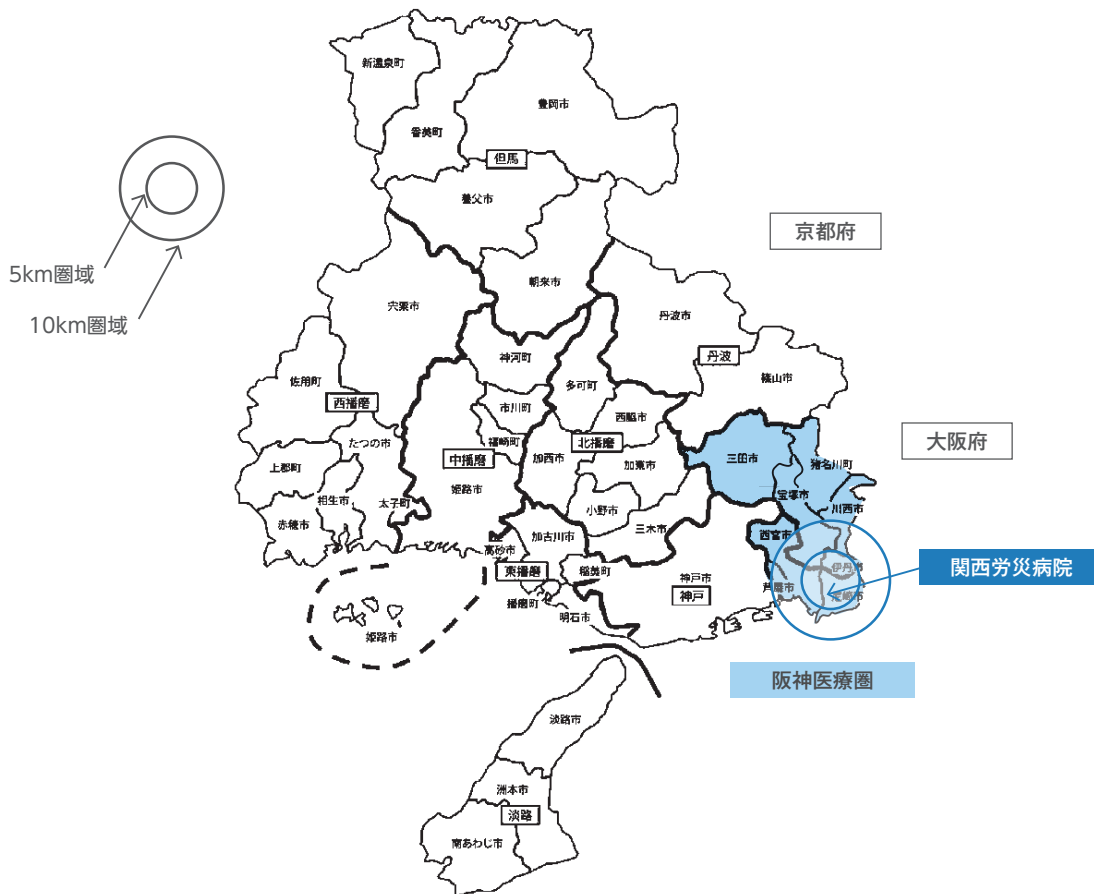 新温泉町
豊岡市
香美町
但馬
養父市
京都府
5km圏域
朝来市
宍粟市
10km圏域
丹波市
神河町
丹波
佐用町
多可町
篠山市
西播磨
市川町
西脇市
たつの市
福崎町
北播磨
大阪府
中播磨
加西市
三田市
猪名川町
上郡町
加東市
姫路市
宝塚市
相生市
太子町
小野市
川西市
赤穂市
三木市
西宮市
加古川市
高砂市
東播磨
稲美町
神戸市
伊丹市
関西労災病院
芦屋市
神戸
尼崎市
播磨町
明石市
姫路市
阪神医療圏
淡路市
洲本市
淡路
南あわじ市